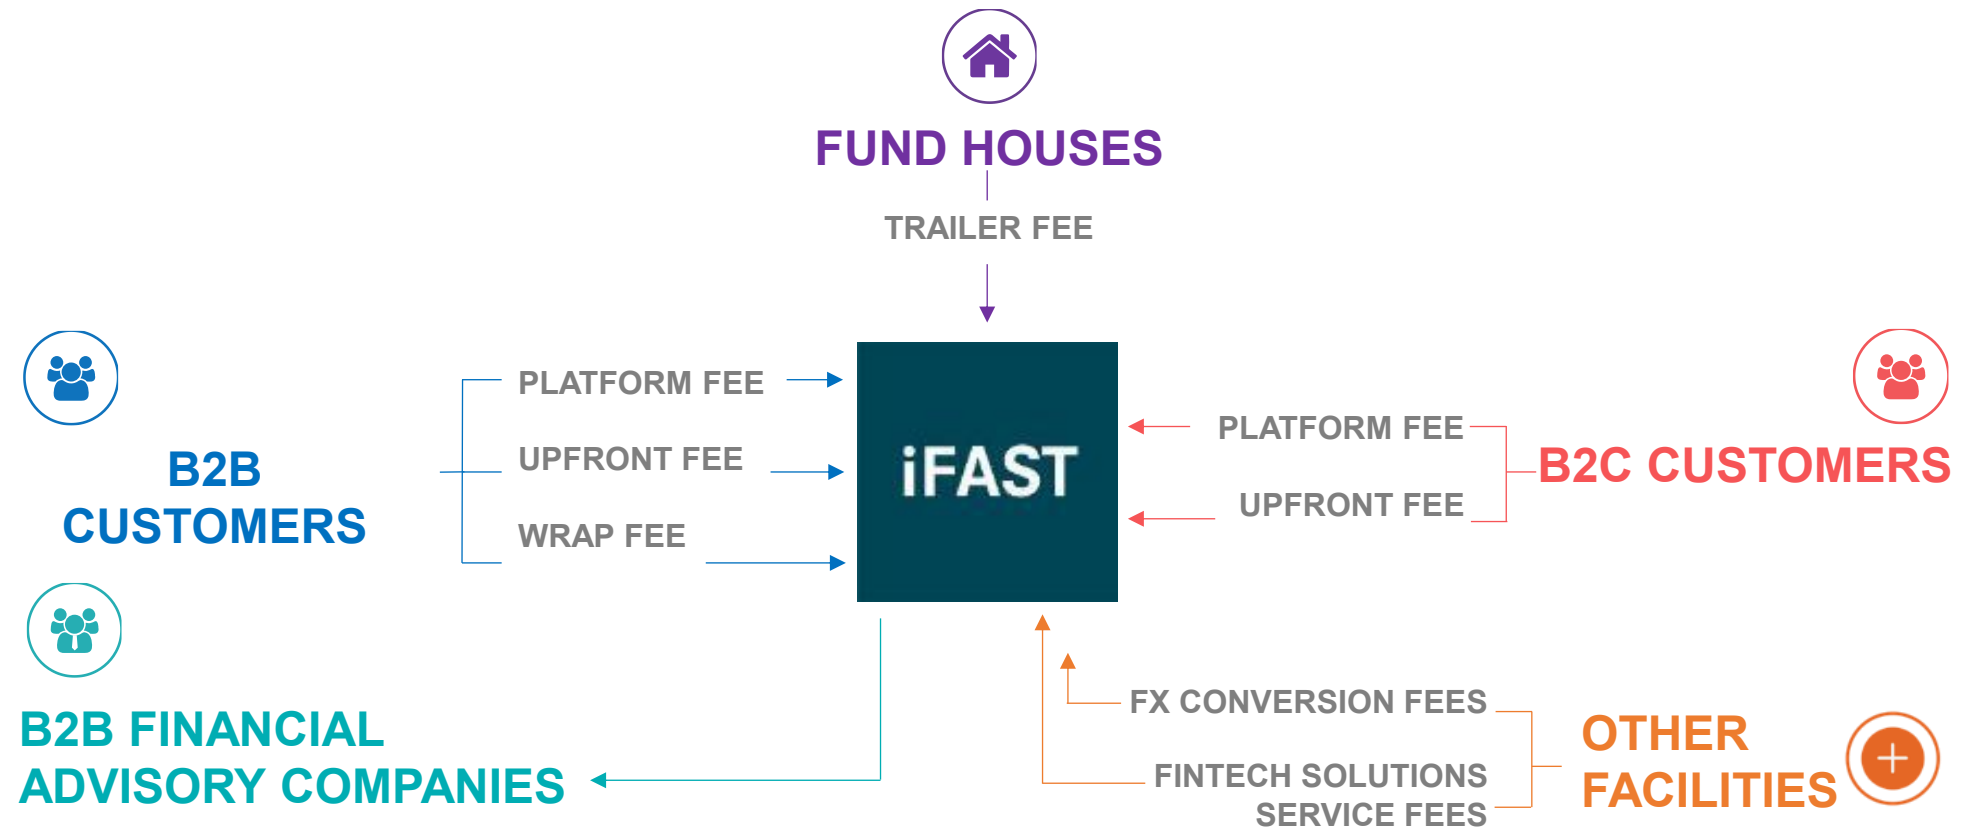 FUND HOUSES
TRAILER FEE
B2B
CUSTOMERS
PLATFORM FEE
UPFRONT FEE
WRAP FEE
iFAST
PLATFORM FEE
UPFRONT FEE
B2C CUSTOMERS
B2B FINANCIAL
ADVISORY COMPANIES
FX CONVERSION FEES
FINTECH SOLUTIONS
SERVICE FEES
OTHER
FACILITIES